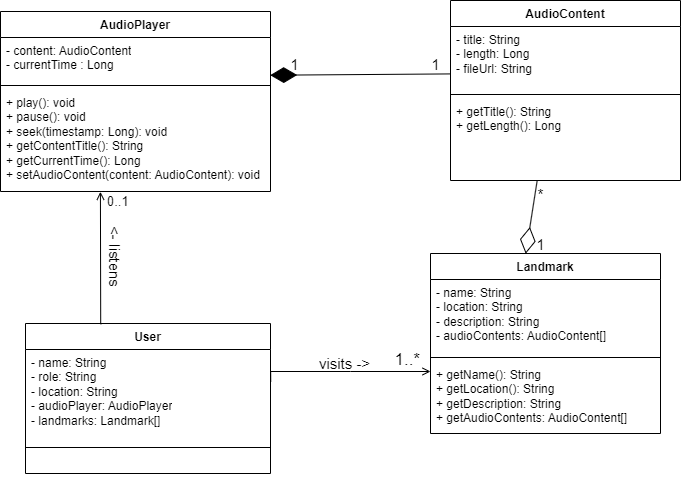 AudioPlayer
- content: AudioContent
- currentTime : Long
+ play(): void
+ pause(): void
+ seek(timestamp: Long): void
+ getContentTitle(): String
+ getCurrentTime(): Long
+ setAudioContent(content: AudioContent): void
1
1
AudioContent
- title: String
- length: Long
- fileUrl: String
+ getTitle(): String
+ getLength(): Long
0..1
<- listens
*
1
Landmark
- name: String
- location: String
- description: String
- audioContents: AudioContent[]
+ getName(): String
+ getLocation(): String
+ getDescription: String
+ getAudioContents: AudioContent[]
User
- name: String
- role: String
- location: String
- audioPlayer: AudioPlayer
- landmarks: Landmark[]
visits ->
1..*